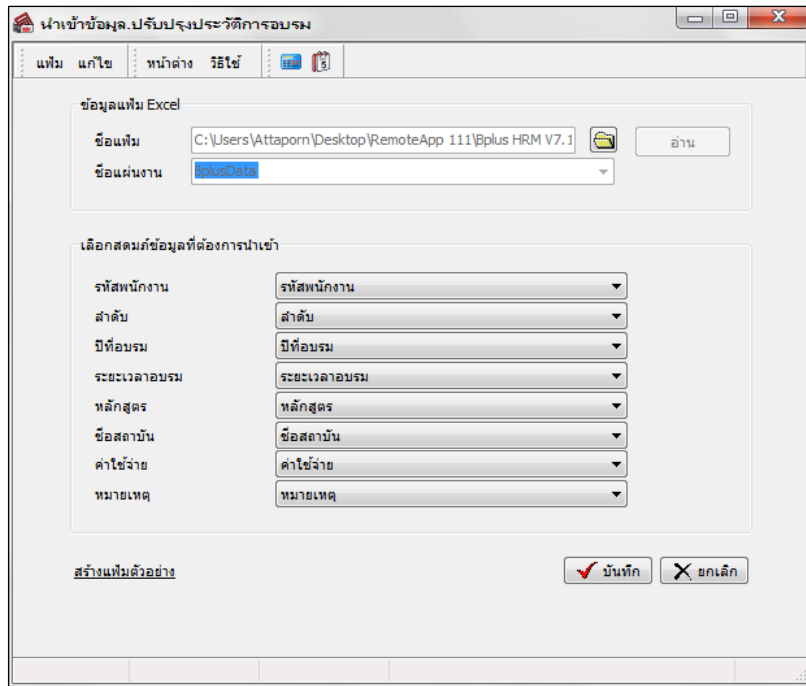 นำเข้าข้อมูล.ปรับปรุงประวัติการอบรม
แฟ้ม แก้ไข หน้าต่าง วิธีใช้
5
ข้อมูลแฟ้ม Excel
ชื่อแฟ้ม C:\Users\Attaporn\Desktop\RemoteApp 111\Bplus HRM V7.1 อ่าน
ชื่อแผ่นงาน BplusData
เลือกสดมภ์ข้อมูลที่ต้องการนำเข้า
รหัสพนักงาน รหัสพนักงาน
ลำดับ ลำดับ
ปีที่อบรม ปีที่อบรม
ระยะเวลาอบรม ระยะเวลาอบรม
หลักสูตร หลักสูตร
ชื่อสถาบัน ชื่อสถาบัน
ค่าใช้จ่าย ค่าใช้จ่าย
หมายเหตุ หมายเหตุ
สร้างแฟ้มตัวอย่าง บันทึก ยกเลิก